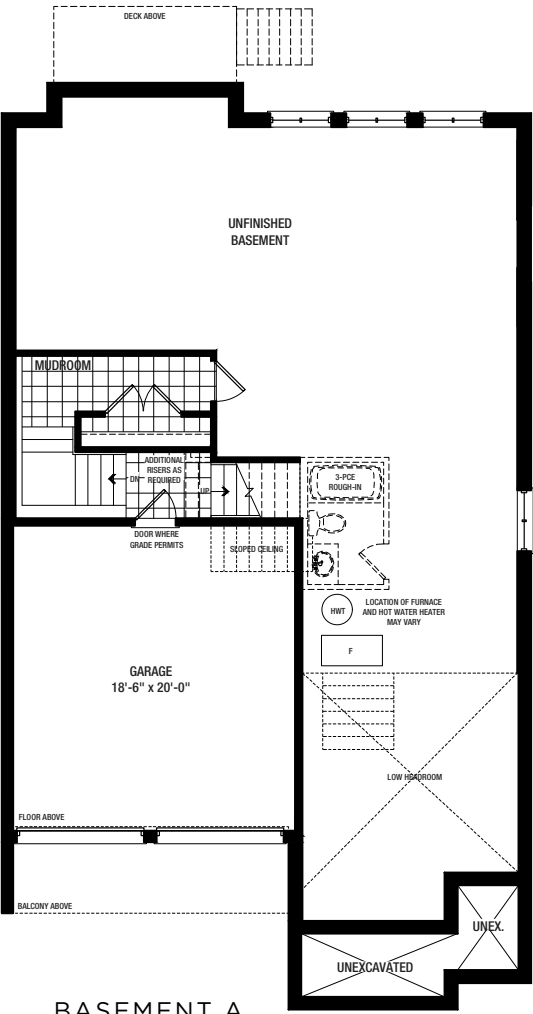 DECK ABOVE
UNFINISHED
BASEMENT
MUDROOM
ADDITIONAL
RISERS AS
REQUIRED
DN
UP
3-PCE
ROUGH-IN
DOOR WHERE
GRADE PERMITS
SLOPED CEILING
HWT
LOCATION OF FURNACE
AND HOT WATER HEATER
MAY VARY
F
GARAGE
18'-6" x 20'-0"
LOW HEADROOM
FLOOR ABOVE
BALCONY ABOVE
UNEX.
UNEXCAVATED
BASEMENT A